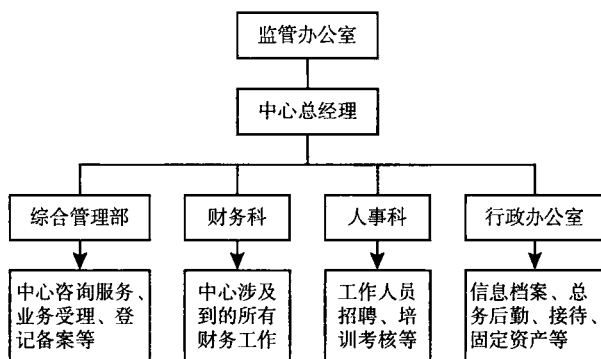 监管办公室
中心总经理
综合管理部
财务科
人事科
行政办公室
中心咨询服务、
业务受理、登
记备案等
中心涉及
到的所有
财务工作
工作人员
招聘、培
训考核等
信息档案、总
务后勤、接待、
固定资产等